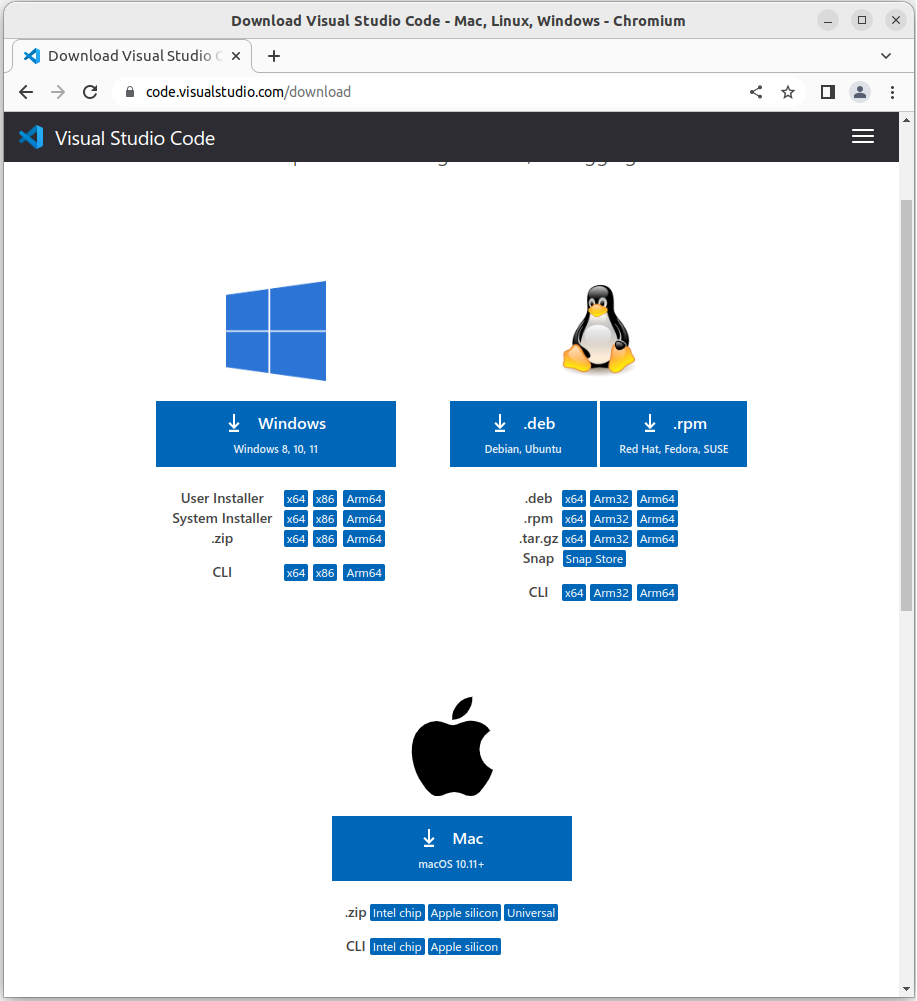 Download Visual Studio Code - Mac, Linux, Windows - Chromium
Download Visual Studio C
code.visualstudio.com/download
Visual Studio Code
Windows
Windows 8, 10, 11
User Installer x64 x86 Arm64
System Installer x64 x86 Arm64
.zip x64 x86 Arm64
CLI x64 x86 Arm64
.deb
Debian, Ubuntu
.rpm
Red Hat, Fedora, SUSE
.deb x64 Arm32 Arm64
.rpm x64 Arm32 Arm64
.tar.gz x64 Arm32 Arm64
Snap Snap Store
CLI x64 Arm32 Arm64
Mac
macOS 10.11+
.zip Intel chip Apple silicon Universal
CLI Intel chip Apple silicon